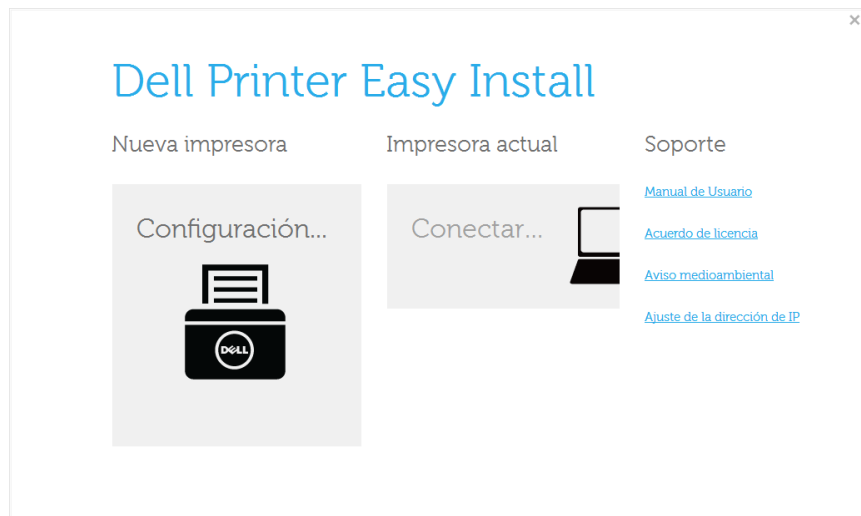 ×
Dell Printer Easy Install
Nueva impresora
Configuración...
DELL
Impresora actual
Conectar...
Soporte
Manual de Usuario
Acuerdo de licencia
Aviso medioambiental
Ajuste de la dirección de IP